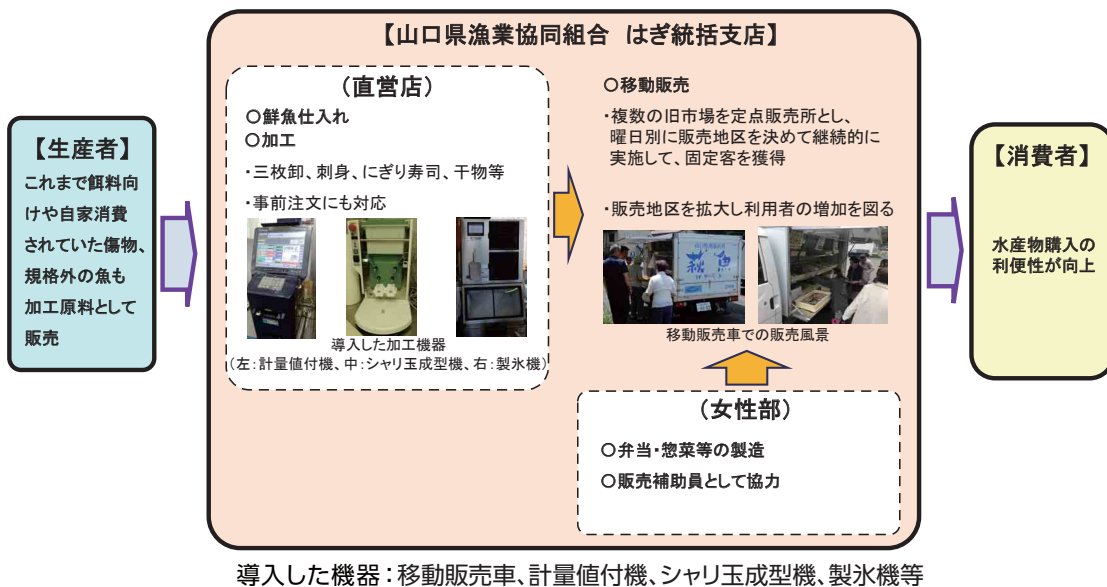 【山口県漁業協同組合 はぎ統括支店】
【生産者】
これまで餌料向
けや自家消費
されていた傷物、
規格外の魚も
加工原料として
販売
(直営店)
○鮮魚仕入れ
○加工
・三枚卸、刺身、にぎり寿司、干物等
・事前注文にも対応
導入した加工機器
(左:計量値付機、中:シャリ玉成型機、右:製氷機)
○移動販売
・複数の旧市場を定点販売所とし、
曜日別に販売地区を決めて継続的に
実施して、固定客を獲得
・販売地区を拡大し利用者の増加を図る
萩魚
移動販売車での販売風景
(女性部)
○弁当・惣菜等の製造
○販売補助員として協力
【消費者】
水産物購入の
利便性が向上
導入した機器:移動販売車、計量値付機、シャリ玉成型機、製氷機等